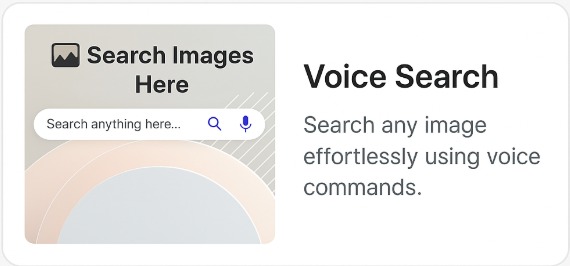 Search Images
Here
Search anything here...
Voice Search
Search any image
effortlessly using voice
commands.